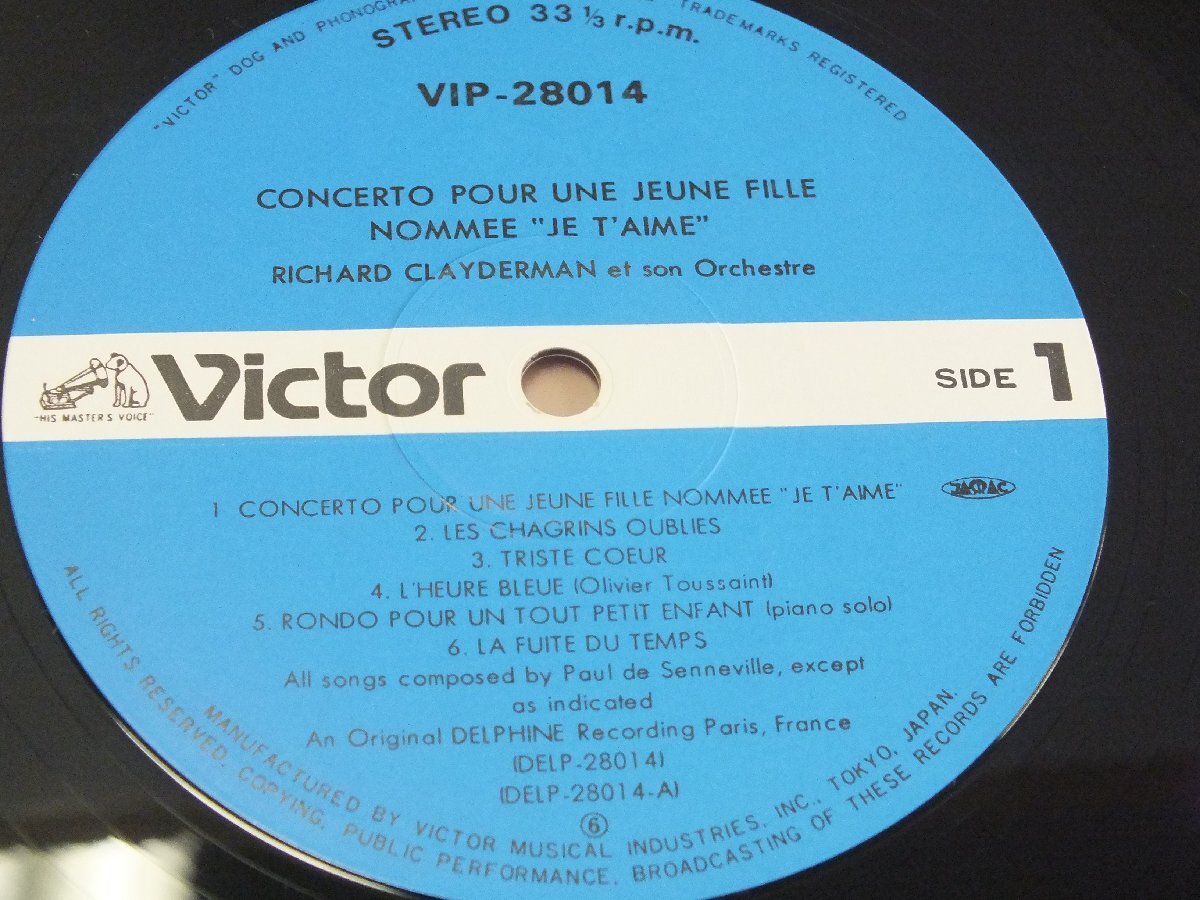 "VICTOR" DOG AND PHONOGRA
TRADEMARKS REGISTERED
STEREO 33 ⅓ r.p.m.
VIP-28014
CONCERTO POUR UNE JEUNE FILLE
NOMMEE "JE T'AIME"
RICHARD CLAYDERMAN et son Orchestre
"HIS MASTER'S VOICE"
Victor
SIDE 1
1 CONCERTO POUR UNE JEUNE FILLE NOMMEE "JE T'AIME"
JASRAC
2. LES CHAGRINS OUBLIES
3. TRISTE COEUR
4. L'HEURE BLEUE (Olivier Toussaint)
5. RONDO POUR UN TOUT PETIT ENFANT (piano solo)
6. LA FUITE DU TEMPS
All songs composed by Paul de Senneville, except
as indicated
An Original DELPHINE Recording Paris, France
(DELP-28014)
(DELP-28014-A)
⑥
MANUFACTURED BY VICTOR MUSICAL INDUSTRIES, INC., TOKYO, JAPAN.
ALL RIGHTS RESERVED. COPYING, PUBLIC PERFORMANCE, BROADCASTING OF THESE RECORDS ARE FORBIDDEN